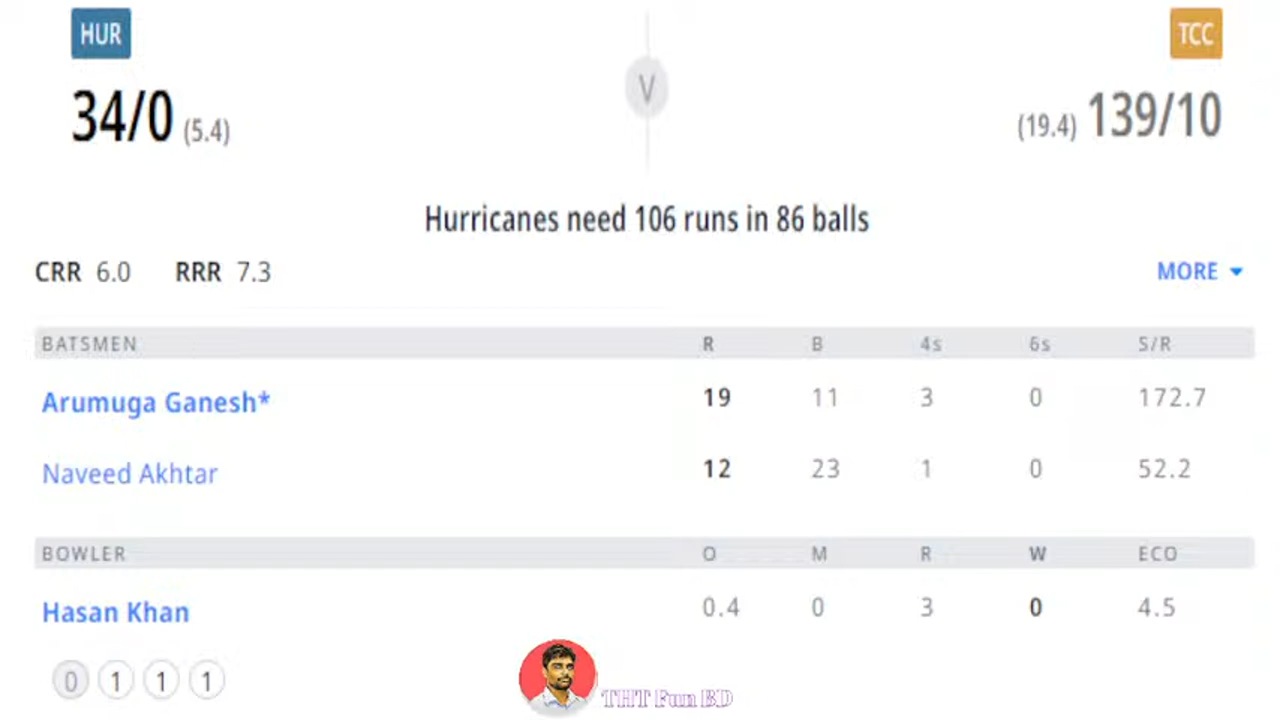 HUR TCC
V
34/0 (5.4) (19.4) 139/10
Hurricanes need 106 runs in 86 balls
CRR 6.0 RRR 7.3 MORE
BATSMEN R B 4s 6s S/R
Arumuga Ganesh* 19 11 3 0 172.7
Naveed Akhtar 12 23 1 0 52.2
BOWLER O M R W ECO
Hasan Khan 0.4 0 3 0 4.5
0 1 1 1
THT Fun BD